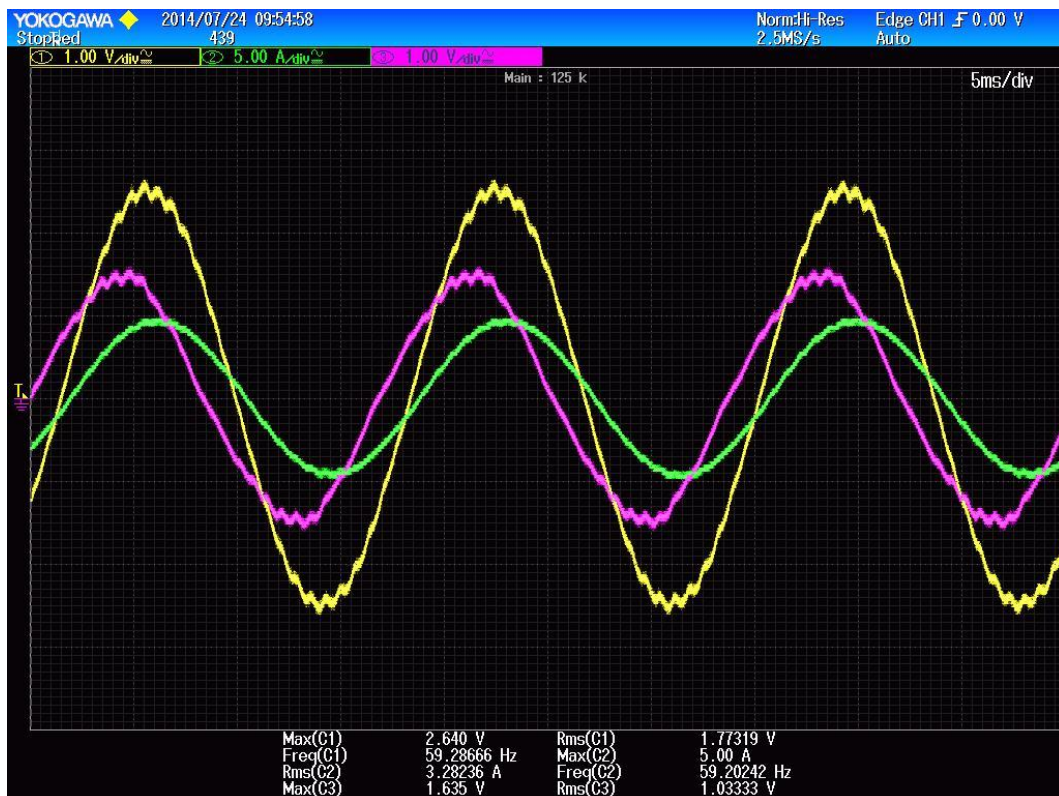 YOKOGAWA 2014/07/24 09:54:58 Norm:Hi-Res Edge CH1 0.00 V
Stopped 439 2.5MS/s Auto
1 1.00 V/div 2 5.00 A/div 3 1.00 V/div
Main : 125 k
5ms/div
T
Max(C1) 2.640 V Rms(C1) 1.77319 V
Freq(C1) 59.28666 Hz Max(C2) 5.00 A
Rms(C2) 3.28236 A Freq(C2) 59.20242 Hz
Max(C3) 1.635 V Rms(C3) 1.03333 V